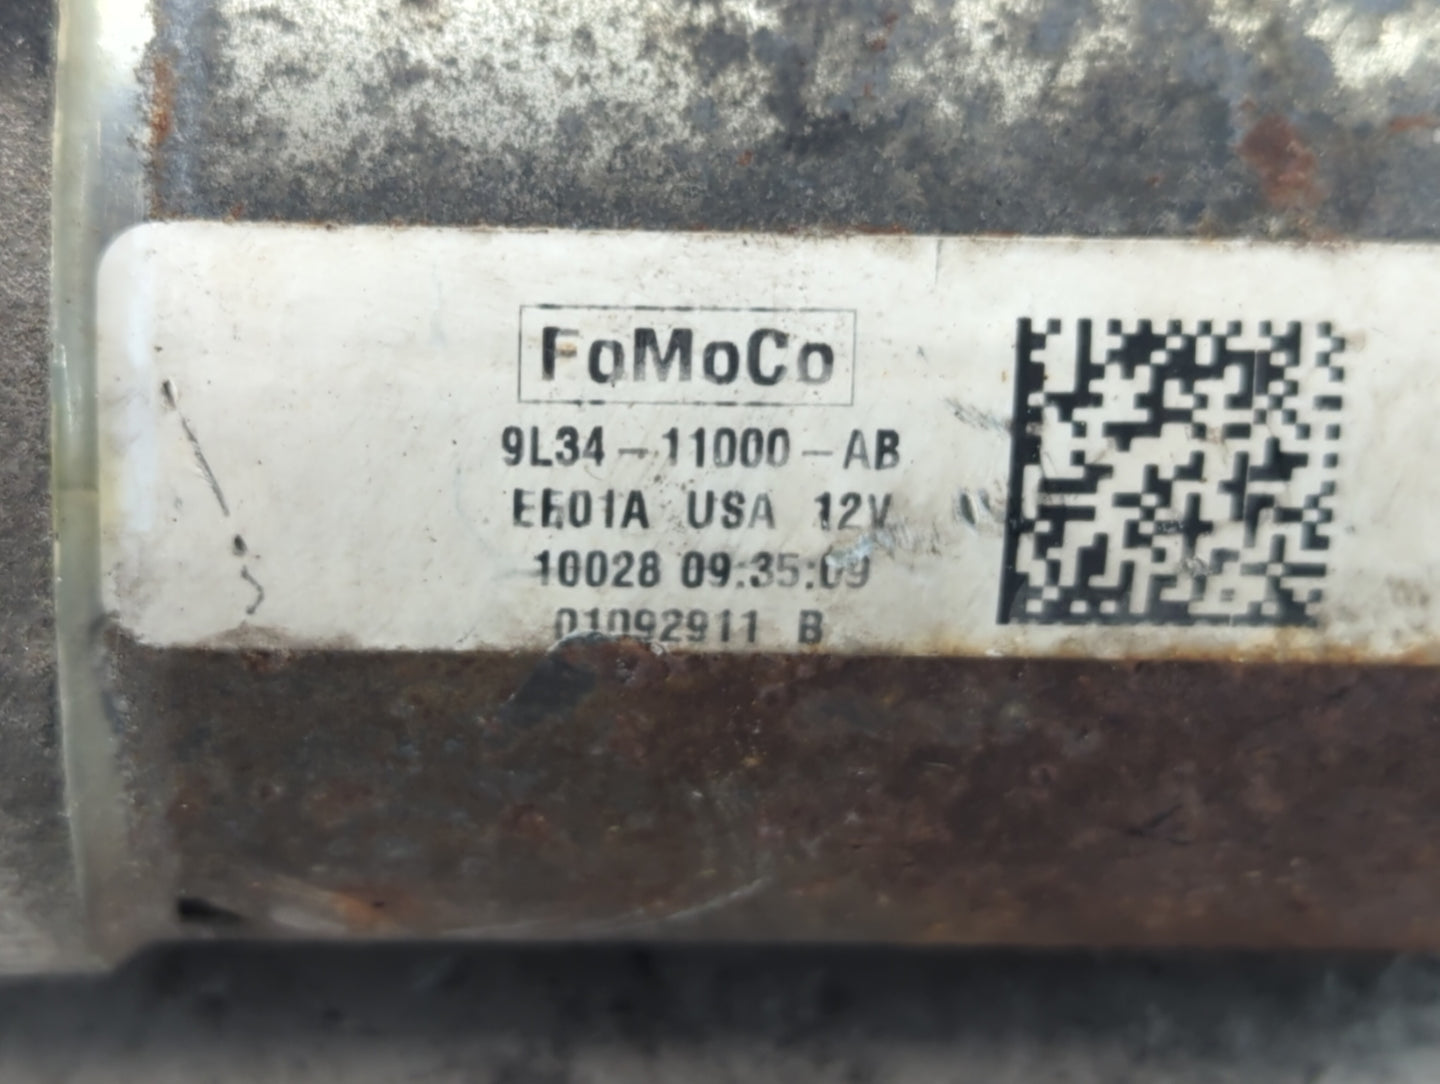 FoMoCo
9L34-11000-AB
EE01A USA 12V
10028 09:35:09
01092911 B